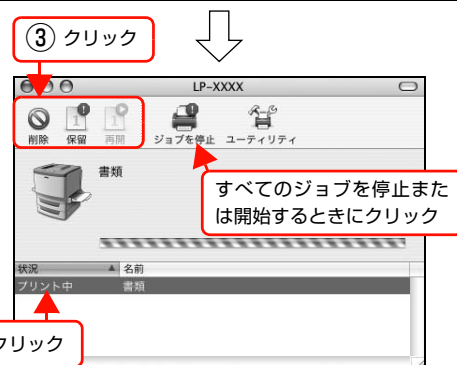 ③ クリック
LP-XXXX
削除 保留 再開 ジョブを停止 ユーティリティ
書類
すべてのジョブを停止また
は開始するときにクリック
状況 名前
プリント中 書類
クリック